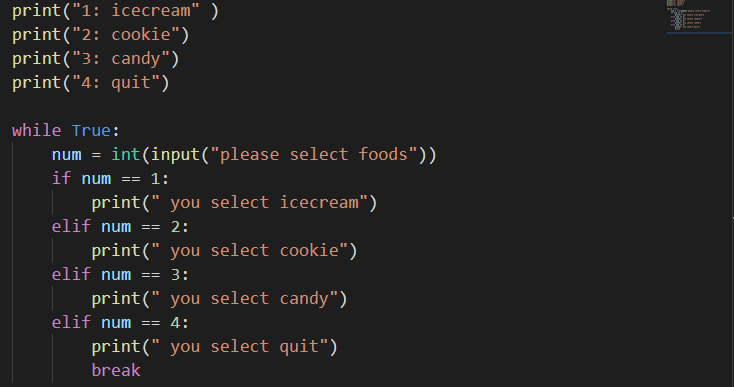 print("1: icecream" )
print("2: cookie")
print("3: candy")
print("4: quit")
while True:
    num = int(input("please select foods"))
    if num == 1:
        print(" you select icecream")
    elif num == 2:
        print(" you select cookie")
    elif num == 3:
        print(" you select candy")
    elif num == 4:
        print(" you select quit")
        break